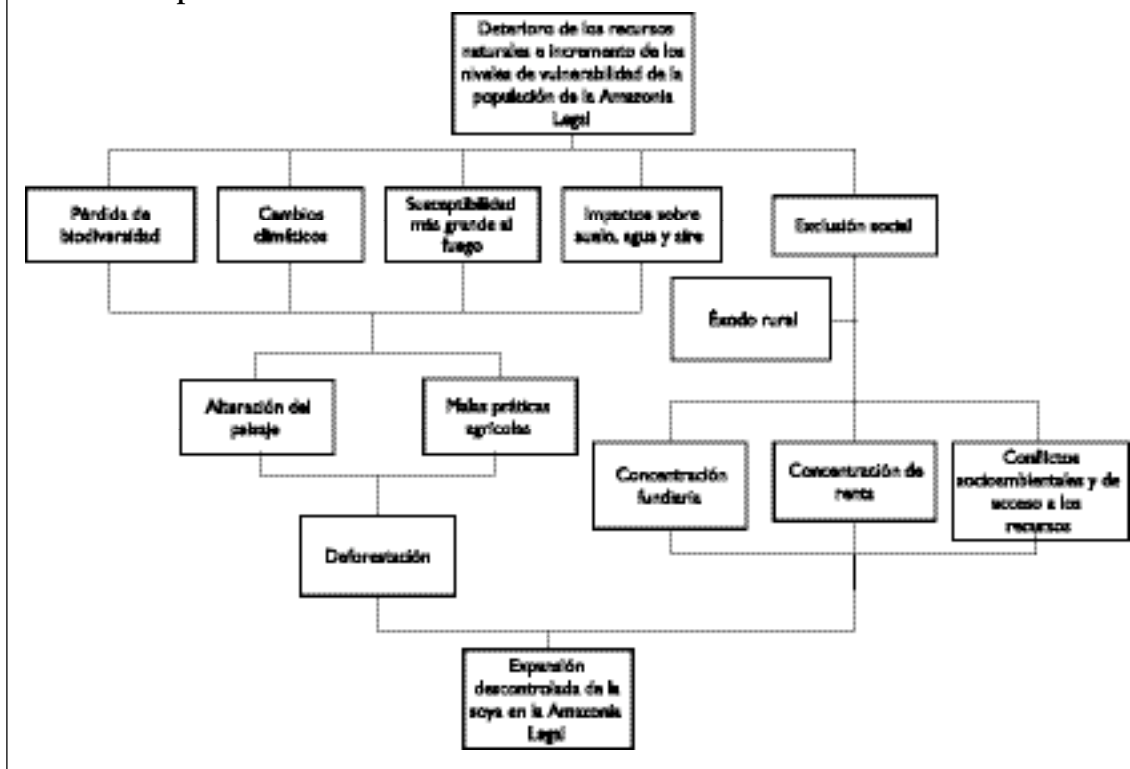 Deterioro de los recursos
naturales e incremento de los
niveles de vulnerabilidad de la
populación de la Amazonia
Legal
Pérdida de
biodiversidad
Cambios
climáticos
Susceptibilidad
más grande al
fuego
Impactos sobre
suelo, agua y aire
Exclusión social
Éxodo rural
Alteración del
paisaje
Malas práticas
agrícolas
Concentración
fundiaria
Concentración de
renta
Conflictos
socioambientales y de
acceso a los
recursos
Deforestación
Expansión
descontrolada de la
soya en la Amazonia
Legal